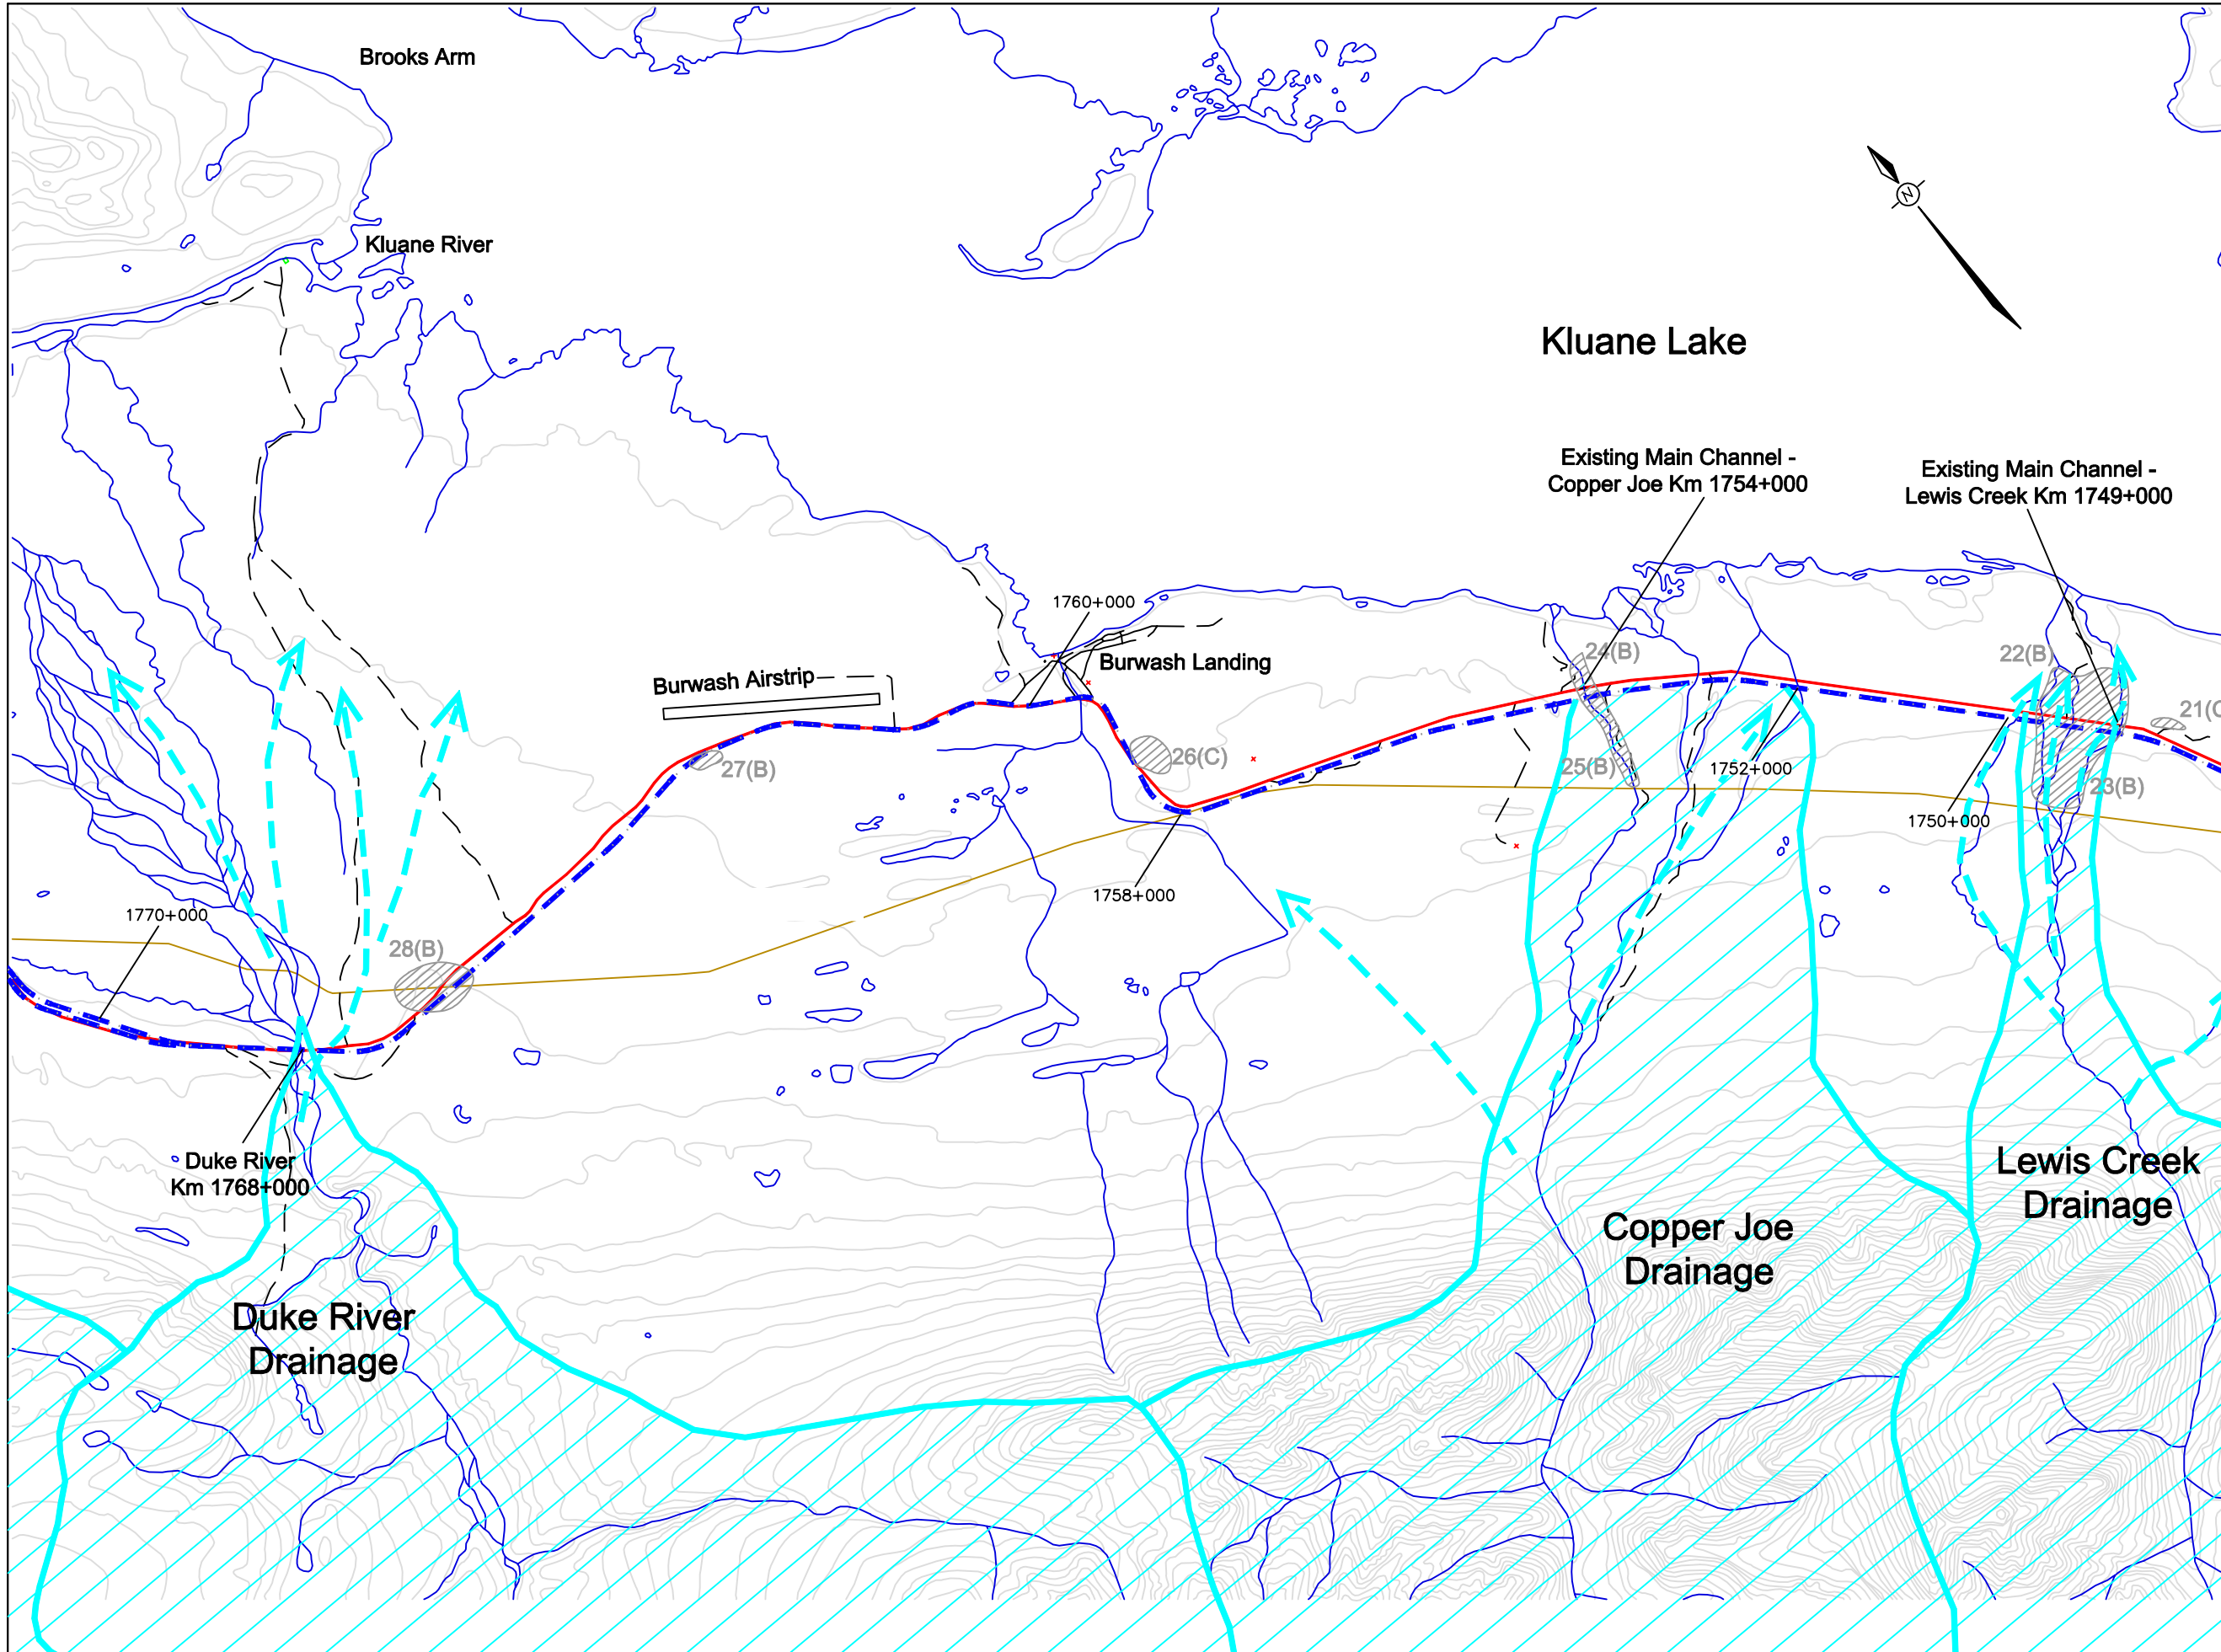 Brooks Arm
Kluane River
N
Kluane Lake
Existing Main Channel -
Copper Joe Km 1754+000
Existing Main Channel -
Lewis Creek Km 1749+000
1760+000
Burwash Landing
Burwash Airstrip
24(B)
22(B)
21(C
27(B)
26(C)
25(B)
1752+000
23(B)
1750+000
1758+000
1770+000
28(B)
Duke River
Km 1768+000
Lewis Creek
Drainage
Copper Joe
Drainage
Duke River
Drainage